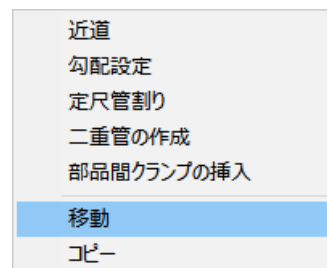 近道
勾配設定
定尺管割り
二重管の作成
部品間クランプの挿入
移動
コピー